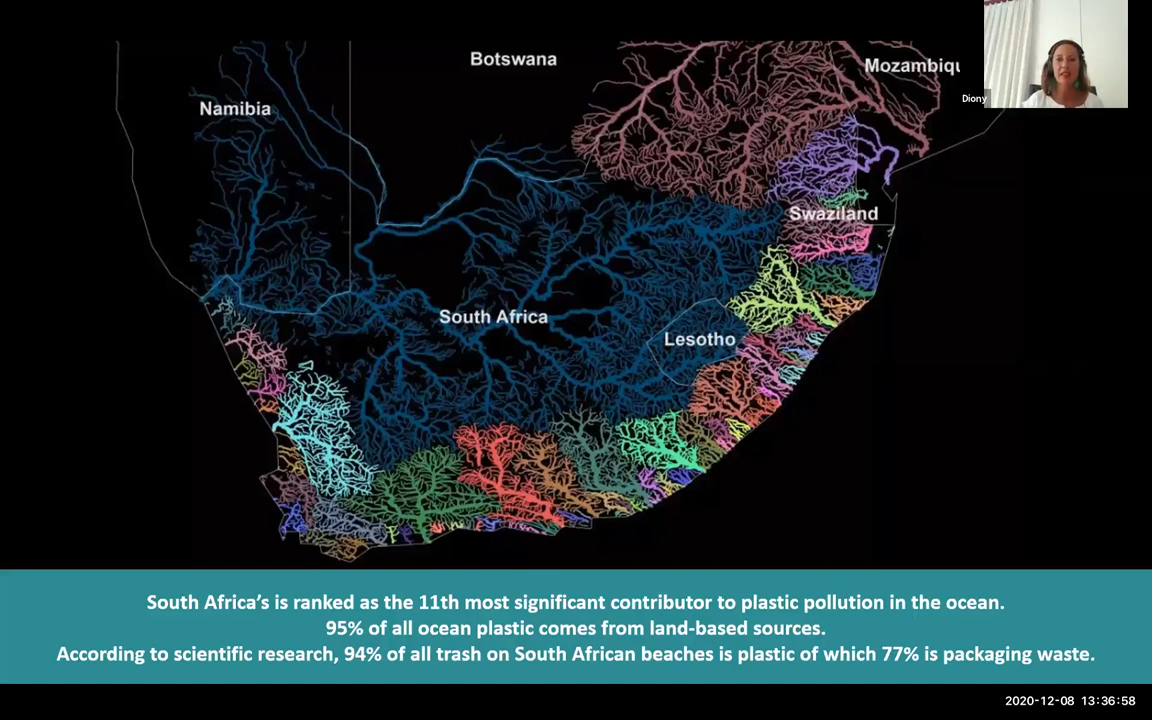 Botswana
Mozambiqu
Namibia
Diony
Swaziland
South Africa
Lesotho
South Africa’s is ranked as the 11th most significant contributor to plastic pollution in the ocean.
95% of all ocean plastic comes from land-based sources.
According to scientific research, 94% of all trash on South African beaches is plastic of which 77% is packaging waste.
2020-12-08 13:36:58